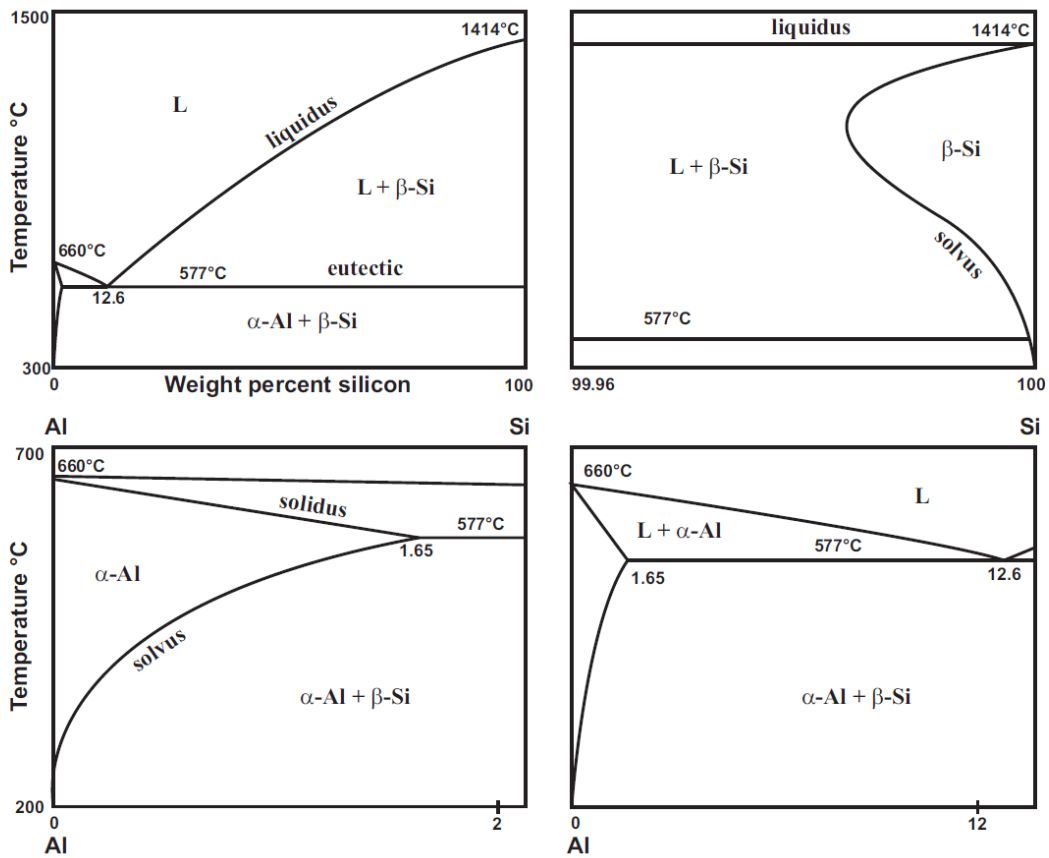 1500
1414°C
L
liquidus
L + β-Si
660°C
577°C
eutectic
12.6
α-Al + β-Si
300
0
Weight percent silicon
100
Temperature °C
Al
Si
liquidus
1414°C
β-Si
L + β-Si
solvus
577°C
99.96
100
Si
700
660°C
solidus
577°C
1.65
α-Al
solvus
α-Al + β-Si
Temperature °C
200
0
2
Al
660°C
L
L + α-Al
577°C
1.65
12.6
α-Al + β-Si
0
12
Al